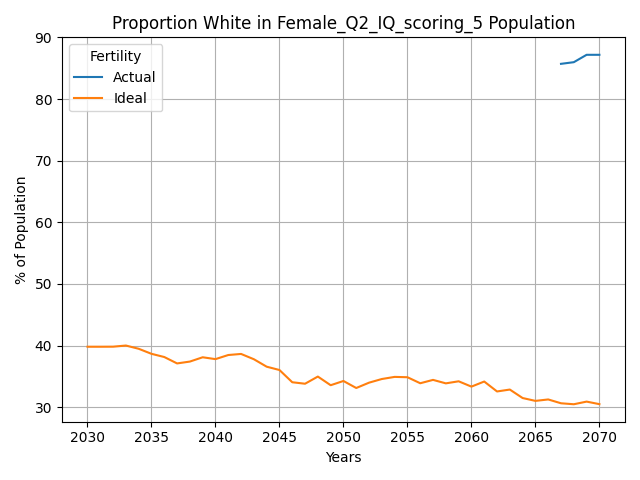 Proportion White in Female_Q2_IQ_scoring_5 Population
Fertility
Actual
Ideal
% of Population
90
80
70
60
50
40
30
2030 2035 2040 2045 2050 2055 2060 2065 2070
Years